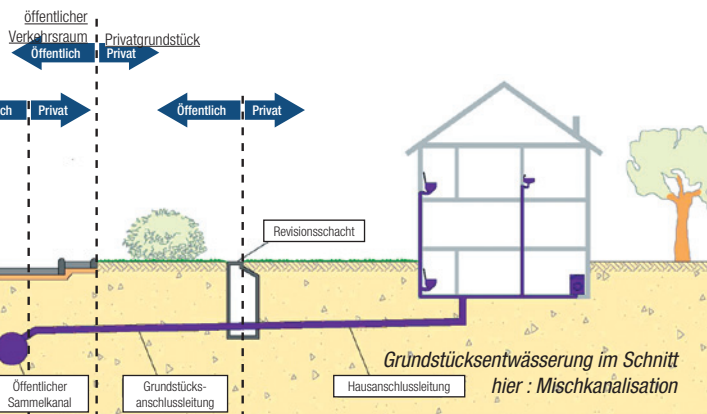 öffentlicher
Verkehrsraum Privatgrundstück
Öffentlich Privat
ch Privat Öffentlich Privat
Revisionsschacht
Grundstücksentwässerung im Schnitt
hier : Mischkanalisation
Öffentlicher
Sammelkanal
Grundstücks-
anschlussleitung
Hausanschlussleitung